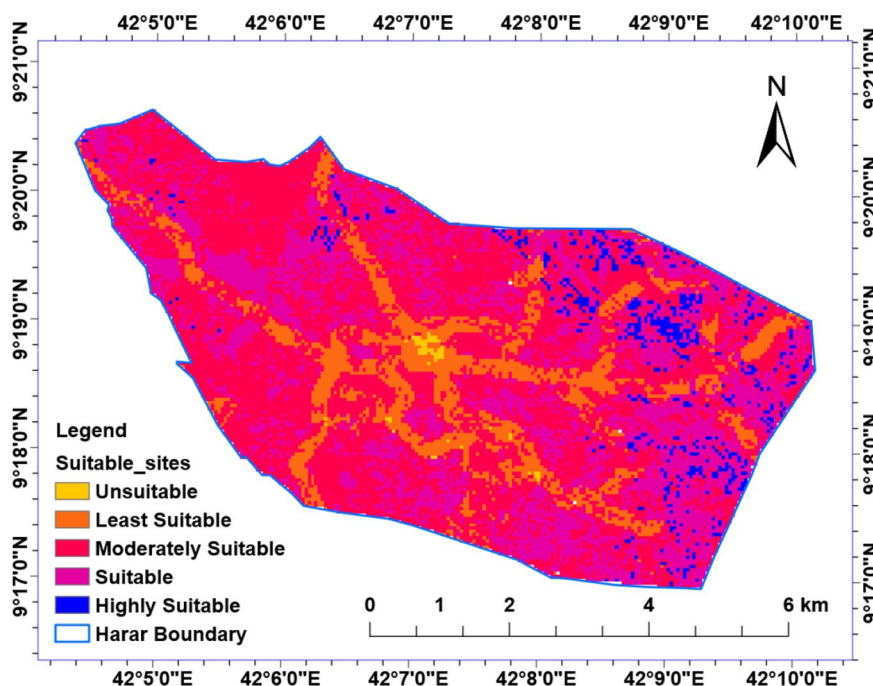 42°5'0"E 42°6'0"E 42°7'0"E 42°8'0"E 42°9'0"E 42°10'0"E
9°21'0"N
9°20'0"N
9°19'0"N
9°18'0"N
9°17'0"N
N
9°21'0"N
9°20'0"N
9°19'0"N
9°18'0"N
9°17'0"N
Legend
Suitable_sites
Unsuitable
Least Suitable
Moderately Suitable
Suitable
Highly Suitable
Harar Boundary
0 1 2 4 6 km
42°5'0"E 42°6'0"E 42°7'0"E 42°8'0"E 42°9'0"E 42°10'0"E